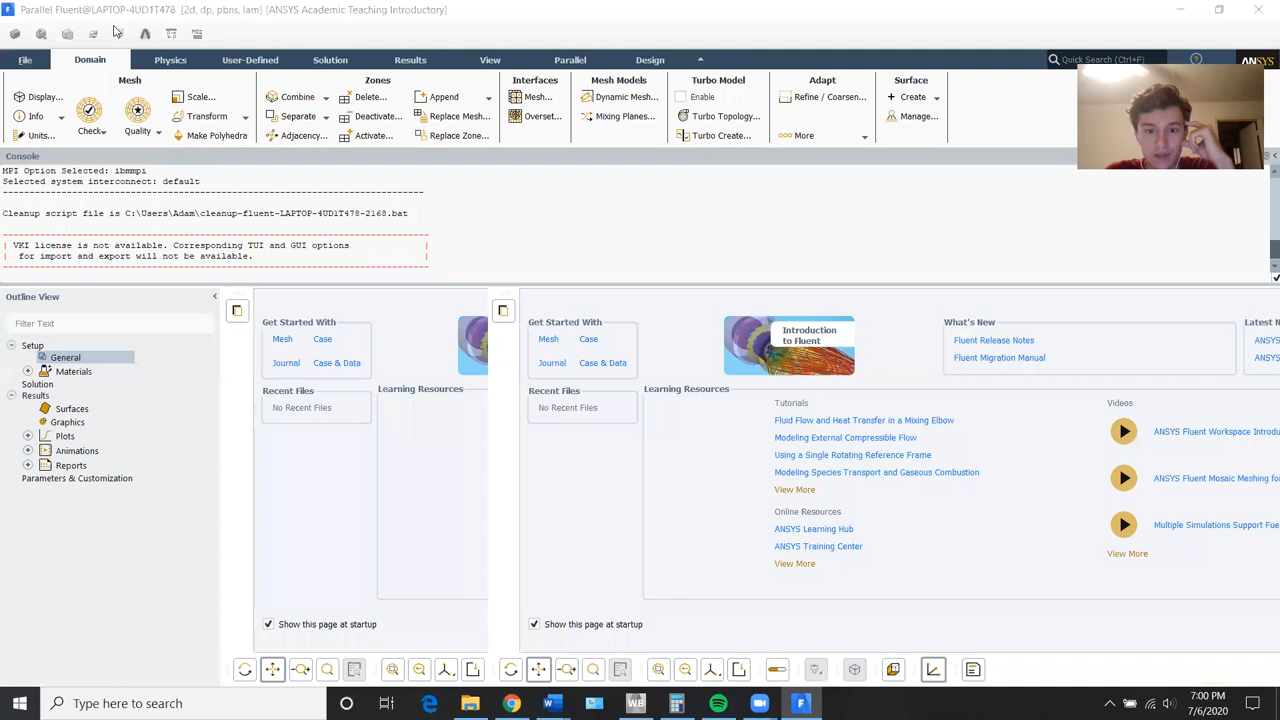 Parallel Fluent@LAPTOP-4UD1T478 [2d, dp, pbns, lam] [ANSYS Academic Teaching Introductory]
File Domain Physics User-Defined Solution Results View Parallel Design Quick Search (Ctrl+F) ANSYS
Mesh Zones Interfaces Mesh Models Turbo Model Adapt Surface
Display... Scale... Combine Delete... Append Mesh... Dynamic Mesh... Enable Refine / Coarsen... Create
Info Transform Separate Deactivate... Replace Mesh... Overset... Mixing Planes... Turbo Topology... Manage...
Check Quality
Units... Make Polyhedra Adjacency... Activate... Replace Zone... Turbo Create... More
Console
MPI Option Selected: ibmmpi
Selected system interconnect: default
Cleanup script file is C:\Users\Adam\cleanup-fluent-LAPTOP-4UD1T478-2168.bat
| VKI license is not available. Corresponding TUI and GUI options |
| for import and export will not be available. |
Outline View
Filter Text
Setup
General
Materials
Solution
Results
Surfaces
Graphics
Plots
Animations
Reports
Parameters & Customization
Get Started With
Mesh Case
Journal Case & Data
Recent Files
No Recent Files
Learning Resources
Show this page at startup
Get Started With
Mesh Case
Journal Case & Data
Recent Files
No Recent Files
Introduction
to Fluent
What's New
Fluent Release Notes
Fluent Migration Manual
Latest N
ANSYS
ANSYS
Learning Resources
Tutorials
Fluid Flow and Heat Transfer in a Mixing Elbow
Modeling External Compressible Flow
Using a Single Rotating Reference Frame
Modeling Species Transport and Gaseous Combustion
View More
Online Resources
ANSYS Learning Hub
ANSYS Training Center
View More
Videos
ANSYS Fluent Workspace Introdu
ANSYS Fluent Mosaic Meshing for
Multiple Simulations Support Fue
View More
Show this page at startup
Type here to search
7:00 PM
7/6/2020